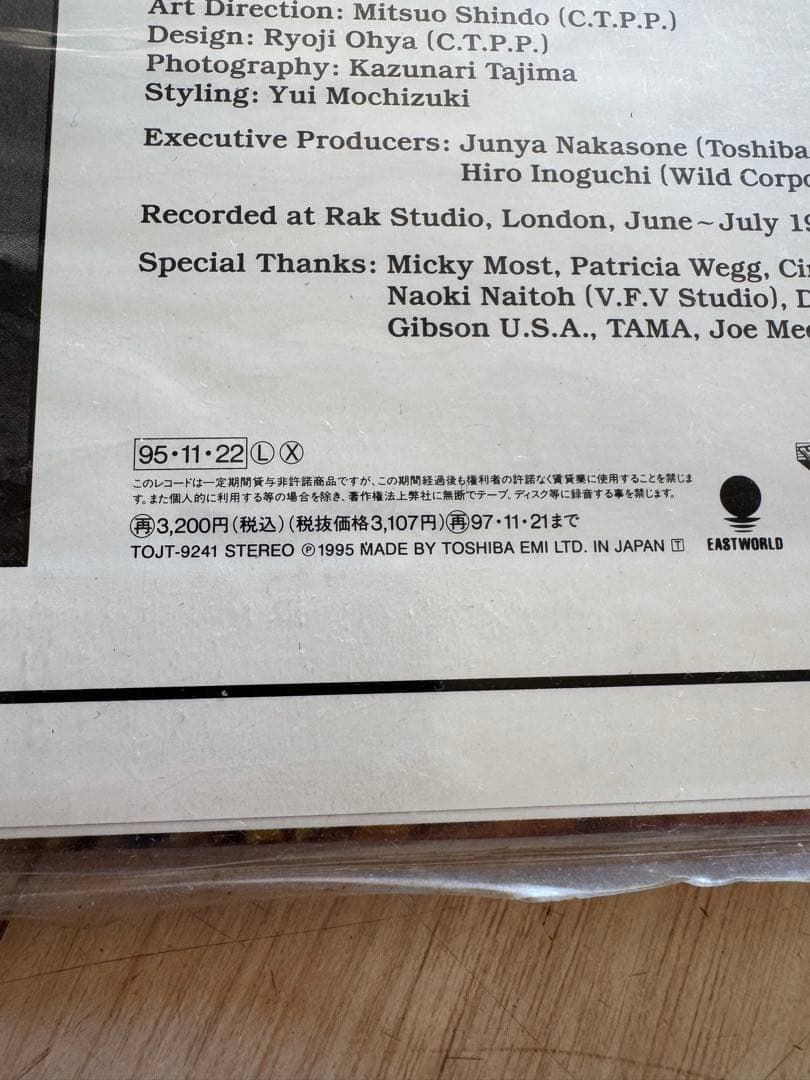 Art Direction: Mitsuo Shindo (C.T.P.P.)
Design: Ryoji Ohya (C.T.P.P.)
Photography: Kazunari Tajima
Styling: Yui Mochizuki
Executive Producers: Junya Nakasone (Toshiba
Hiro Inoguchi (Wild Corpo
Recorded at Rak Studio, London, June~July 19
Special Thanks: Micky Most, Patricia Wegg, Ci
Naoki Naitoh (V.F.V Studio), D
Gibson U.S.A., TAMA, Joe Mee
95・11・22 Ⓛ Ⓧ
このレコードは一定期間貸与非許諾商品ですが、この期間経過後も権利者の許諾なく賃貸業に使用することを禁じま
す。また個人的に利用する等の場合を除き、著作権法上弊社に無断でテープ、ディスク等に録音する事を禁じます。
㊐3,200円(税込)(税抜価格3,107円)㊐97・11・21まで
TOJT-9241 STEREO ℗1995 MADE BY TOSHIBA EMI LTD. IN JAPAN 🅃
EASTWORLD